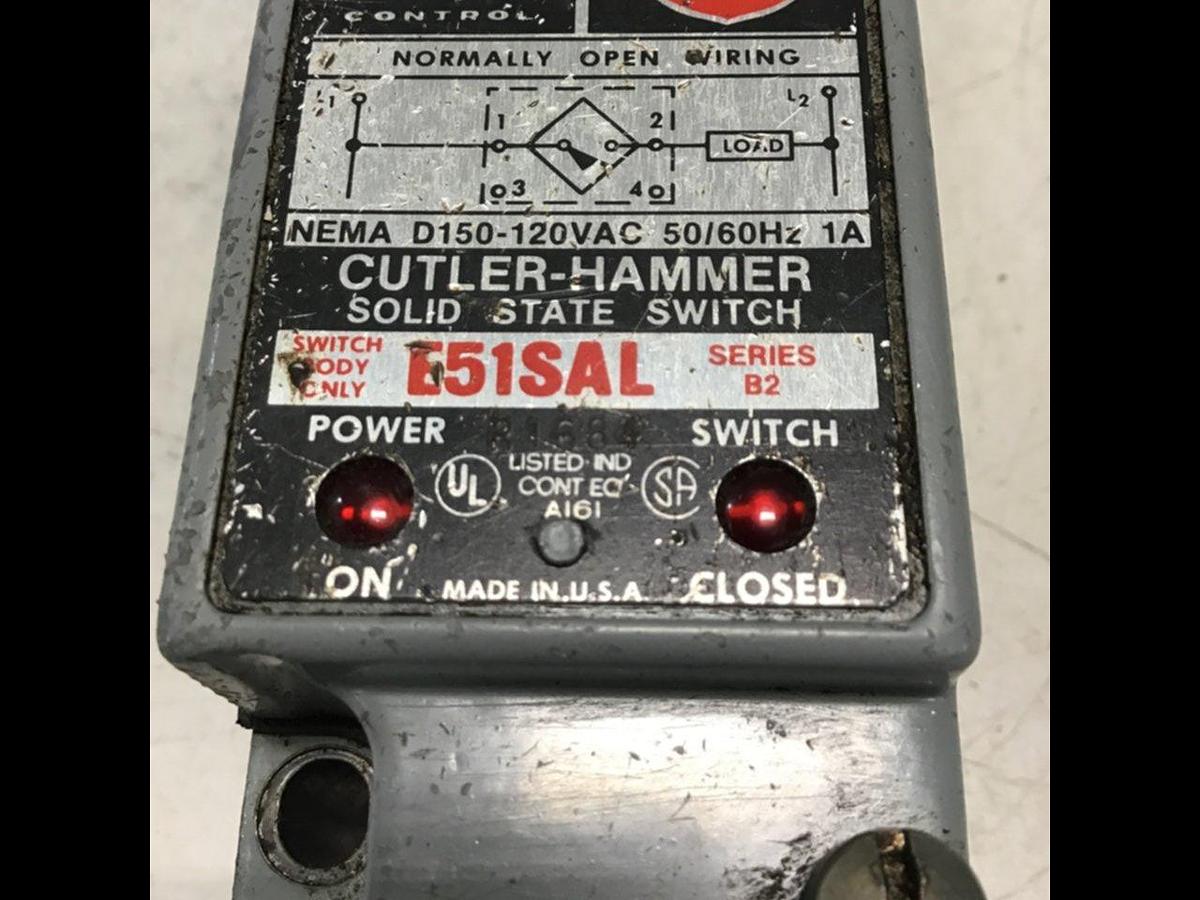 CONTROL
NORMALLY OPEN WIRING
L1 L2
1 2
LOAD
3 4
NEMA D150-120VAC 50/60Hz 1A
CUTLER-HAMMER
SOLID STATE SWITCH
SWITCH BODY ONLY
E51SAL
SERIES B2
POWER SWITCH
UL
LISTED IND
CONT EQ
A161
SA
ON MADE IN U.S.A. CLOSED